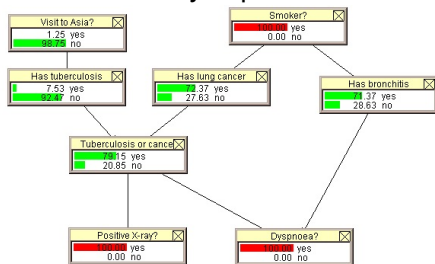 Visit to Asia?
1.25 yes
98.75 no
Smoker?
100.00 yes
0.00 no
Has tuberculosis
7.53 yes
92.47 no
Has lung cancer
72.37 yes
27.63 no
Has bronchitis
71.37 yes
28.63 no
Tuberculosis or cance
79.15 yes
20.85 no
Positive X-ray?
100.00 yes
0.00 no
Dyspnoea?
100.00 yes
0.00 no